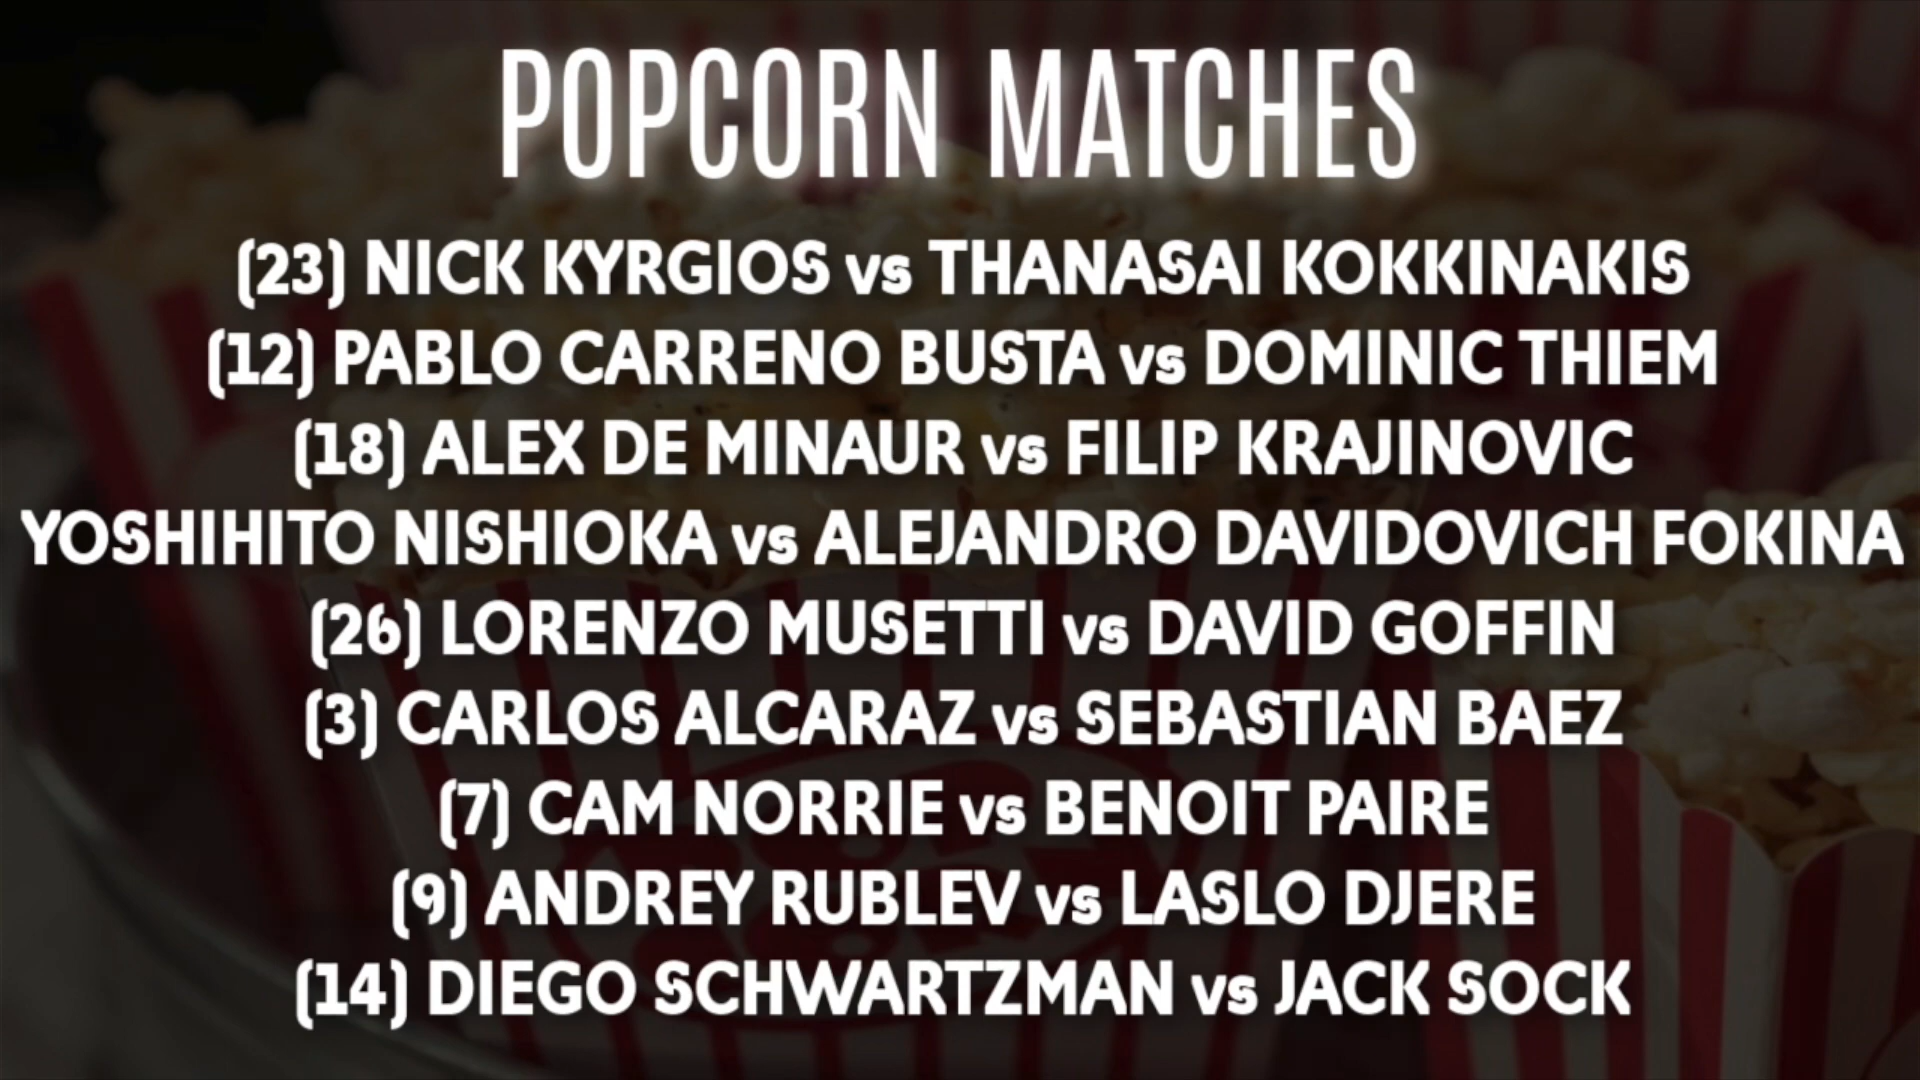 POPCORN MATCHES
(23) NICK KYRGIOS vs THANASAI KOKKINAKIS
(12) PABLO CARRENO BUSTA vs DOMINIC THIEM
(18) ALEX DE MINAUR vs FILIP KRAJINOVIC
YOSHIHITO NISHIOKA vs ALEJANDRO DAVIDOVICH FOKINA
(26) LORENZO MUSETTI vs DAVID GOFFIN
(3) CARLOS ALCARAZ vs SEBASTIAN BAEZ
(7) CAM NORRIE vs BENOIT PAIRE
(9) ANDREY RUBLEV vs LASLO DJERE
(14) DIEGO SCHWARTZMAN vs JACK SOCK